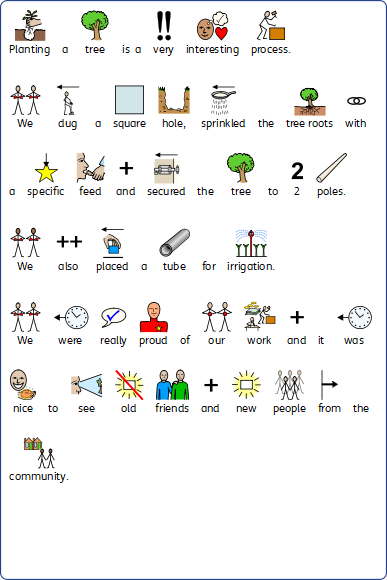 Planting a tree is a very interesting process.
We dug a square hole, sprinkled the tree roots with
a specific feed and secured the tree to 2 poles.
We also placed a tube for irrigation.
We were really proud of our work and it was
nice to see old friends and new people from the
community.